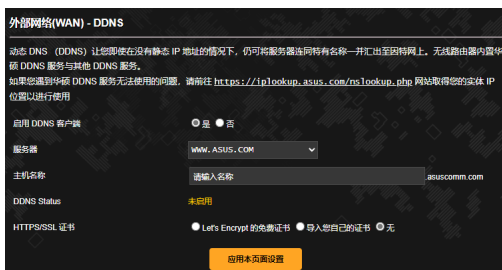 外部网络(WAN) - DDNS
动态 DNS （DDNS）让您即使在没有静态 IP 地址的情况下，仍可将服务器连同特有名称一并汇出至因特网上。无线路由器内置华
硕 DDNS 服务与其他 DDNS 服务。
如果您遇到华硕 DDNS 服务无法使用的问题，请前往 https://iplookup.asus.com/nslookup.php 网站取得您的实体 IP
位置以进行使用
启用 DDNS 客户端 是 否
服务器 WWW.ASUS.COM
主机名称 请输入名称 .asuscomm.com
DDNS Status 未启用
HTTPS/SSL 证书 Let's Encrypt 的免费证书 导入您自己的证书 无
应用本页面设置